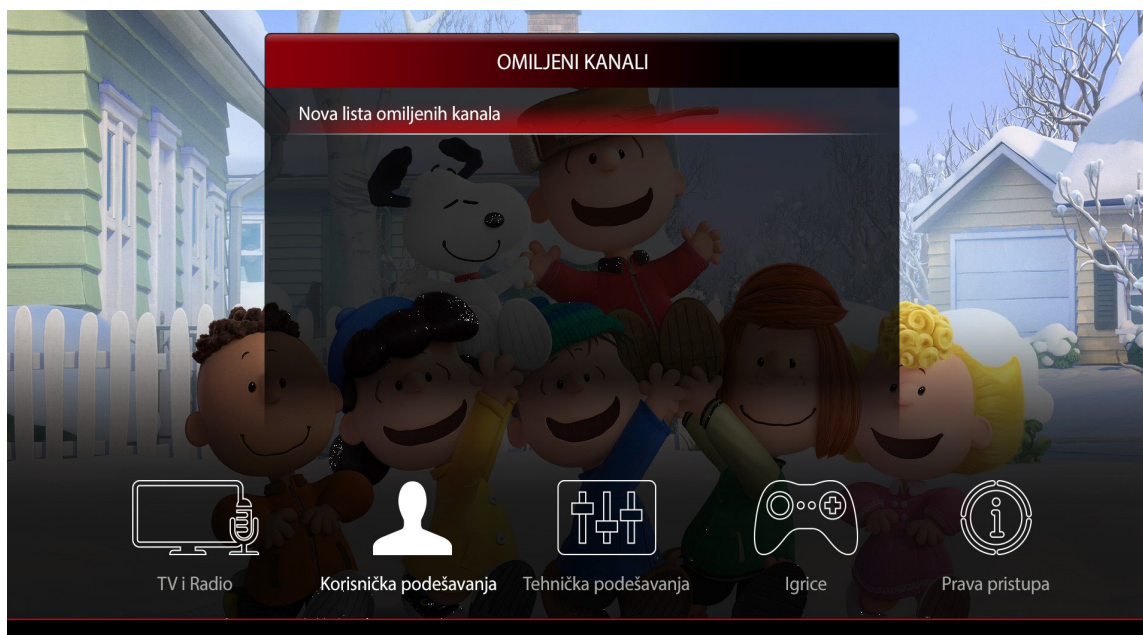 OMILJENI KANALI
Nova lista omiljenih kanala
TV i Radio
Korisnička podešavanja
Tehnička podešavanja
Igrice
Prava pristupa